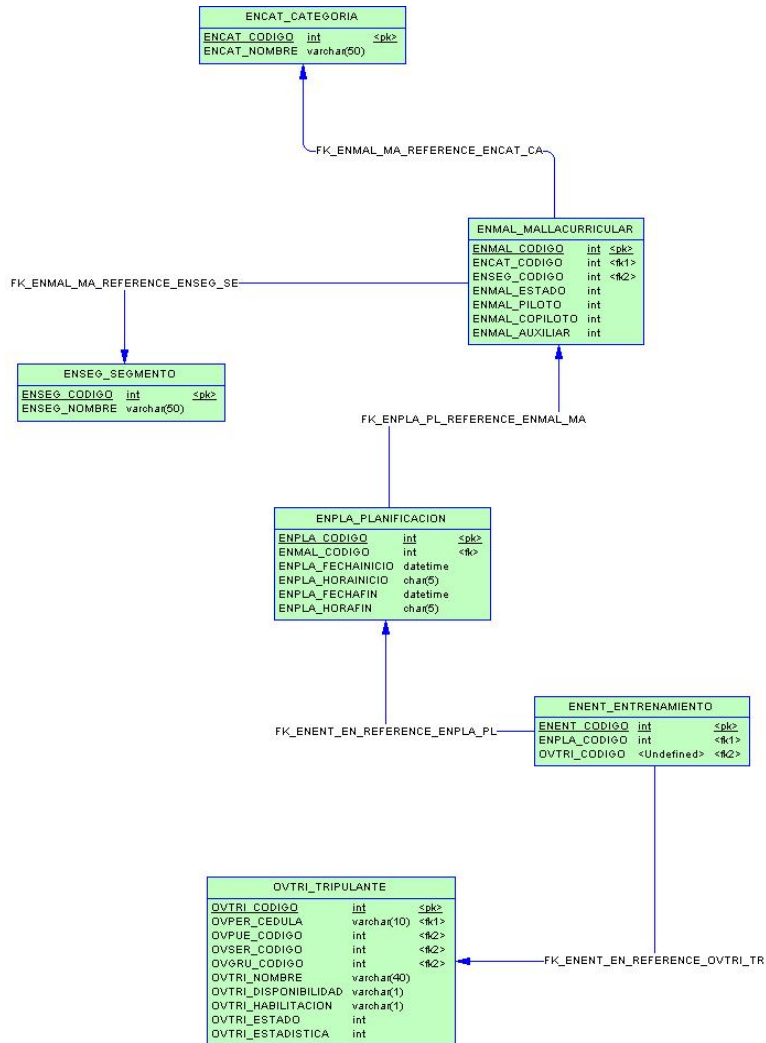 ENCAT_CATEGORIA
ENCAT_CODIGO int <pk>
ENCAT_NOMBRE varchar(50)
FK_ENMAL_MA_REFERENCE_ENCAT_CA
ENMAL_MALLACURRICULAR
ENMAL_CODIGO int <pk>
ENCAT_CODIGO int <fk1>
ENSEG_CODIGO int <fk2>
ENMAL_ESTADO int
ENMAL_PILOTO int
ENMAL_COPILOTO int
ENMAL_AUXILIAR int
FK_ENMAL_MA_REFERENCE_ENSEG_SE
ENSEG_SEGMENTO
ENSEG_CODIGO int <pk>
ENSEG_NOMBRE varchar(50)
FK_ENPLA_PL_REFERENCE_ENMAL_MA
ENPLA_PLANIFICACION
ENPLA_CODIGO int <pk>
ENMAL_CODIGO int <fk>
ENPLA_FECHAINICIO datetime
ENPLA_HORAINICIO char(5)
ENPLA_FECHAFIN datetime
ENPLA_HORAFIN char(5)
FK_ENENT_EN_REFERENCE_ENPLA_PL
ENENT_ENTRENAMIENTO
ENENT_CODIGO int <pk>
ENPLA_CODIGO int <fk1>
OVTRI_CODIGO <Undefined> <fk2>
OVTRI_TRIPULANTE
OVTRI_CODIGO int <pk>
OVPER_CEDULA varchar(10) <fk1>
OVPUE_CODIGO int <fk2>
OVSER_CODIGO int <fk2>
OVGRU_CODIGO int <fk2>
OVTRI_NOMBRE varchar(40)
OVTRI_DISPONIBILIDAD varchar(1)
OVTRI_HABILITACION varchar(1)
OVTRI_ESTADO int
OVTRI_ESTADISTICA int
FK_ENENT_EN_REFERENCE_OVTRI_TR